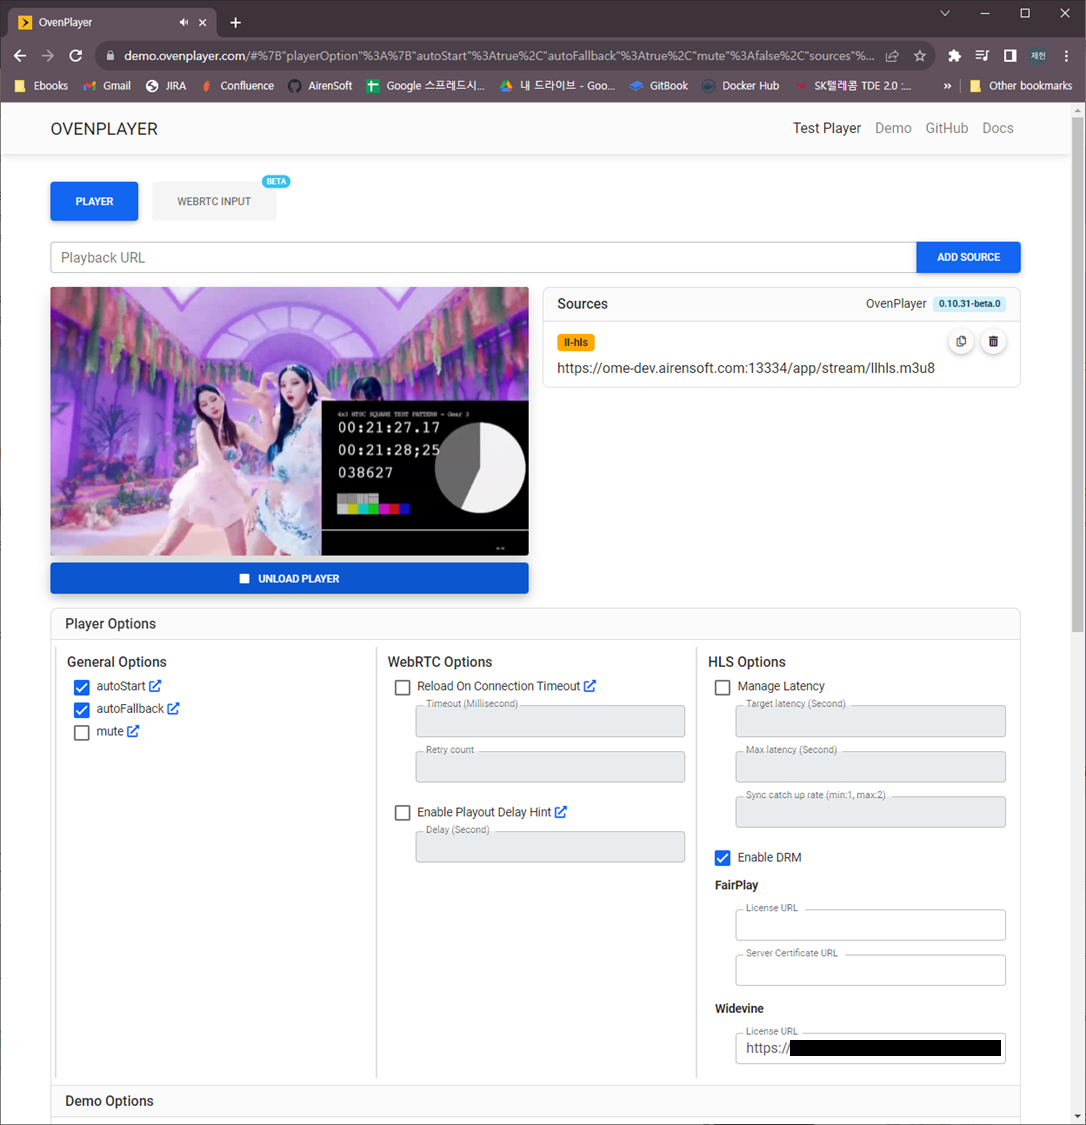 OvenPlayer
demo.ovenplayer.com/#%7B"playerOption"%3A%7B"autoStart"%3Atrue%2C"autoFallback"%3Atrue%2C"mute"%3Afalse%2C"sources"%...
제헌
Ebooks
Gmail
JIRA
Confluence
AirenSoft
Google 스프레드시...
내 드라이브 - Goo...
GitBook
Docker Hub
SK텔레콤 TDE 2.0 :...
»
Other bookmarks
OVENPLAYER
Test Player
Demo
GitHub
Docs
PLAYER
WEBRTC INPUT
BETA
Playback URL
ADD SOURCE
4x3 NTSC SQUARE TEST PATTERN - Gear 3
00:21:27.17
00:21:28;25
038627
UNLOAD PLAYER
Sources
OvenPlayer 0.10.31-beta.0
ll-hls
https://ome-dev.airensoft.com:13334/app/stream/llhls.m3u8
Player Options
General Options
autoStart
autoFallback
mute
WebRTC Options
Reload On Connection Timeout
Timeout (Millisecond)
Retry count
Enable Playout Delay Hint
Delay (Second)
HLS Options
Manage Latency
Target latency (Second)
Max latency (Second)
Sync catch up rate (min:1, max:2)
Enable DRM
FairPlay
License URL
Server Certificate URL
Widevine
License URL
https://
Demo Options